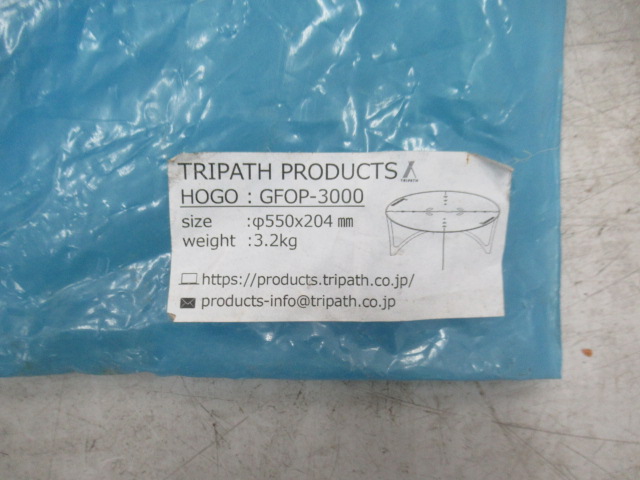 TRIPATH PRODUCTS
TRIPATH
HOGO : GFOP-3000
size :φ550x204 ㎜
weight :3.2kg
https://products.tripath.co.jp/
products-info@tripath.co.jp